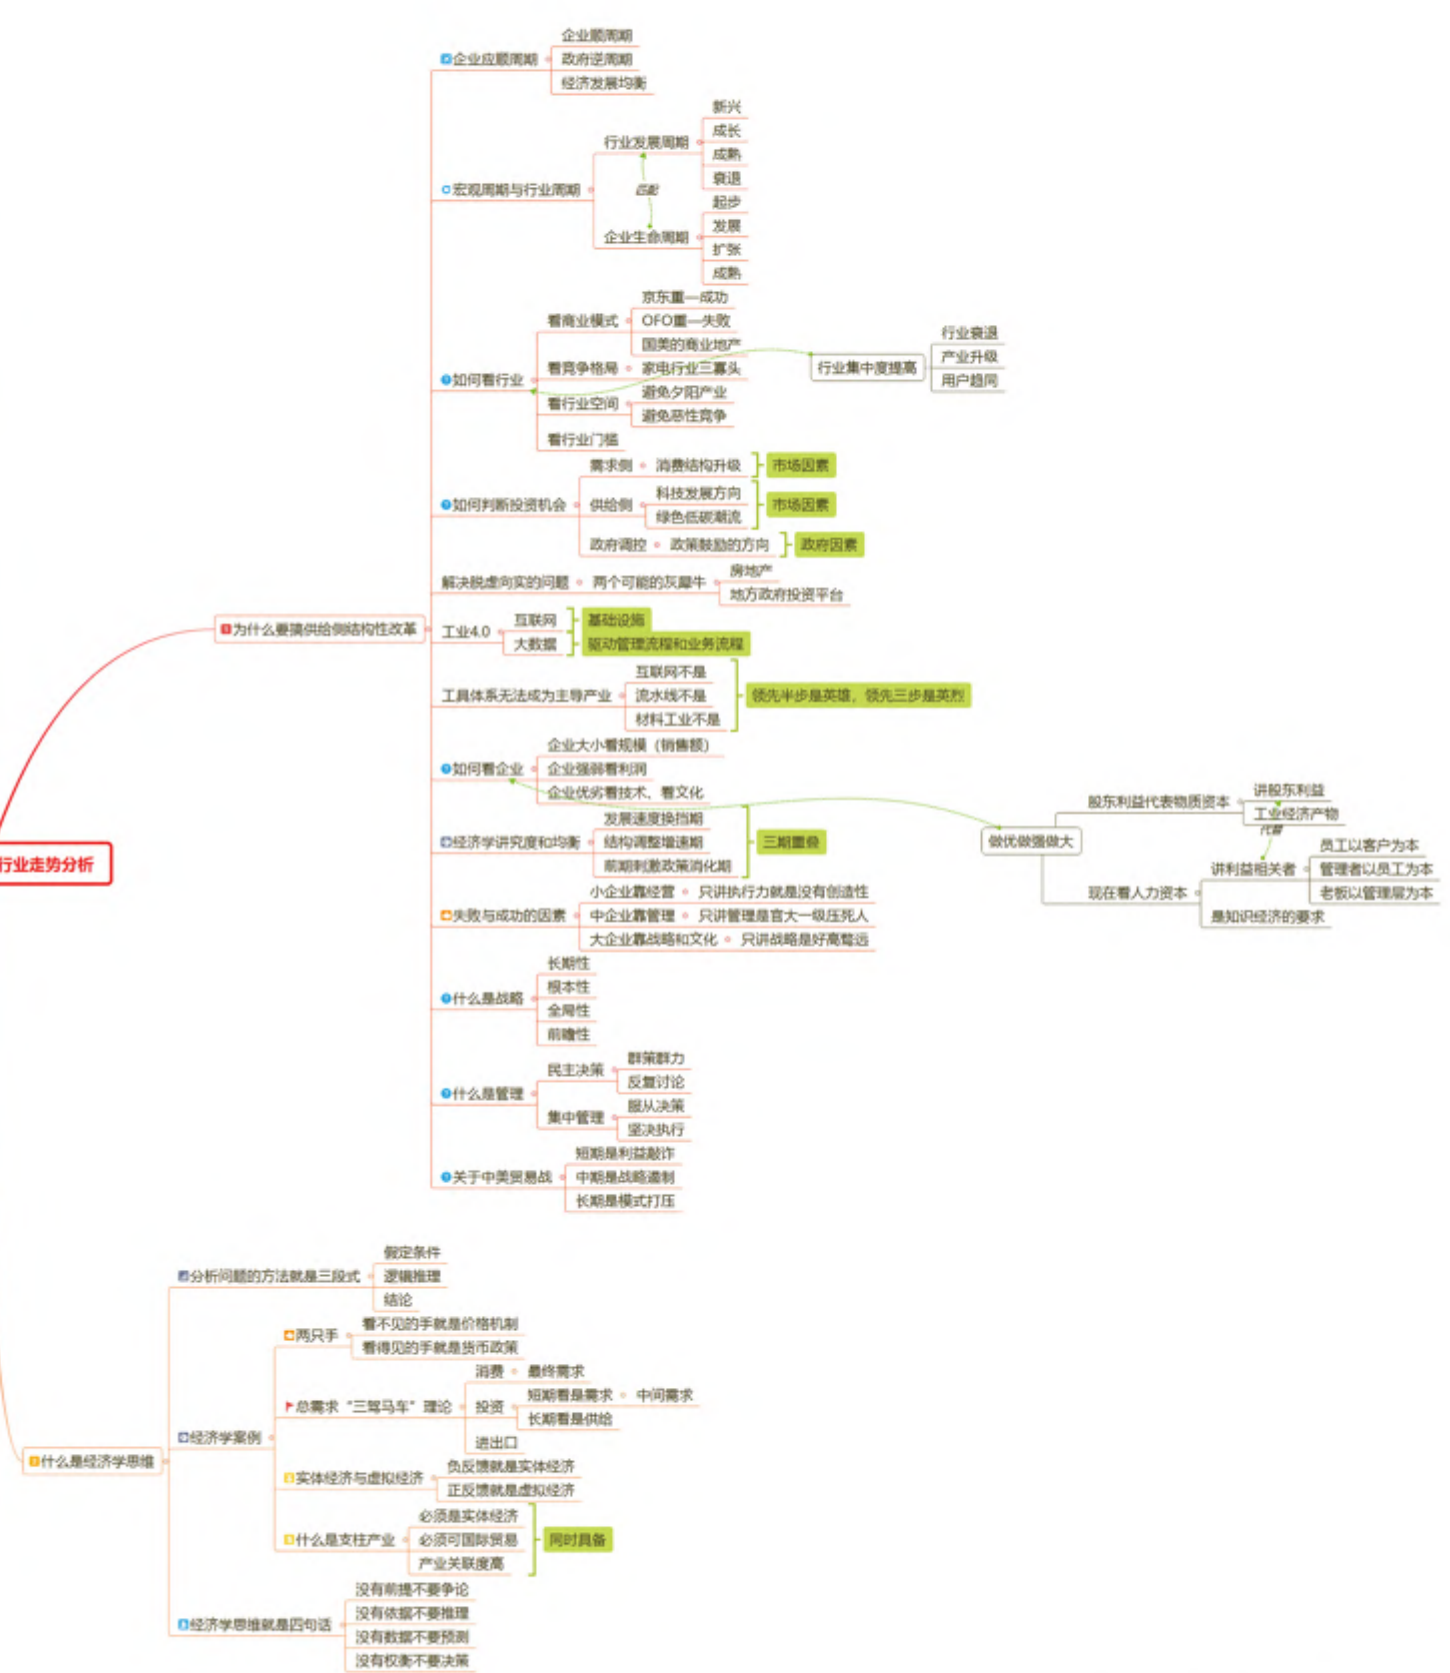 企业应顺周期
企业顺周期
政府逆周期
经济发展均衡
宏观周期与行业周期
行业发展周期
新兴
成长
成熟
衰退
匹配
企业生命周期
起步
发展
扩张
成熟
如何看行业
看商业模式
京东重—成功
OFO重—失败
国美的商业地产
看竞争格局
家电行业三寡头
看行业空间
避免夕阳产业
避免恶性竞争
看行业门槛
行业集中度提高
行业衰退
产业升级
用户趋同
如何判断投资机会
需求侧
消费结构升级
市场因素
供给侧
科技发展方向
绿色低碳潮流
市场因素
政府调控
政策鼓励的方向
政府因素
解决脱虚向实的问题
两个可能的灰犀牛
房地产
地方政府投资平台
为什么要搞供给侧结构性改革
工业4.0
互联网
基础设施
大数据
驱动管理流程和业务流程
工具体系无法成为主导产业
互联网不是
流水线不是
材料工业不是
领先半步是英雄，领先三步是英烈
如何看企业
企业大小看规模（销售额）
企业强弱看利润
企业优劣看技术、看文化
做优做强做大
股东利益代表物质资本
讲股东利益
工业经济产物
代替
现在看人力资本
讲利益相关者
员工以客户为本
管理者以员工为本
老板以管理层为本
是知识经济的要求
经济学讲究度和均衡
发展速度换挡期
结构调整增速期
前期刺激政策消化期
三期重叠
行业走势分析
失败与成功的因素
小企业靠经营
只讲执行力就是没有创造性
中企业靠管理
只讲管理是官大一级压死人
大企业靠战略和文化
只讲战略是好高骛远
什么是战略
长期性
根本性
全局性
前瞻性
什么是管理
民主决策
群策群力
反复讨论
集中管理
服从决策
坚决执行
关于中美贸易战
短期是利益敲诈
中期是战略遏制
长期是模式打压
分析问题的方法就是三段式
假定条件
逻辑推理
结论
两只手
看不见的手就是价格机制
看得见的手就是货币政策
总需求“三驾马车”理论
消费
最终需求
投资
短期看是需求
中间需求
长期看是供给
进出口
经济学案例
什么是经济学思维
实体经济与虚拟经济
负反馈就是实体经济
正反馈就是虚拟经济
什么是支柱产业
必须是实体经济
必须可国际贸易
产业关联度高
同时具备
经济学思维就是四句话
没有前提不要争论
没有依据不要推理
没有数据不要预测
没有权衡不要决策